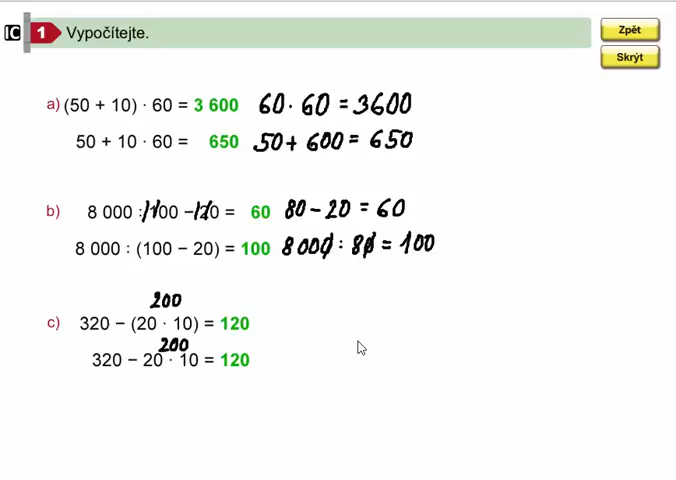 IC 1 Vypočítejte. Zpět
Skrýt
a) (50 + 10) · 60 = 3 600 60 · 60 = 3600
50 + 10 · 60 = 650 50 + 600 = 650
b) 8 000 : 100 − 20 = 60 80 − 20 = 60
8 000 : (100 − 20) = 100 8000 : 80 = 100
200
c) 320 − (20 · 10) = 120
200
320 − 20 · 10 = 120